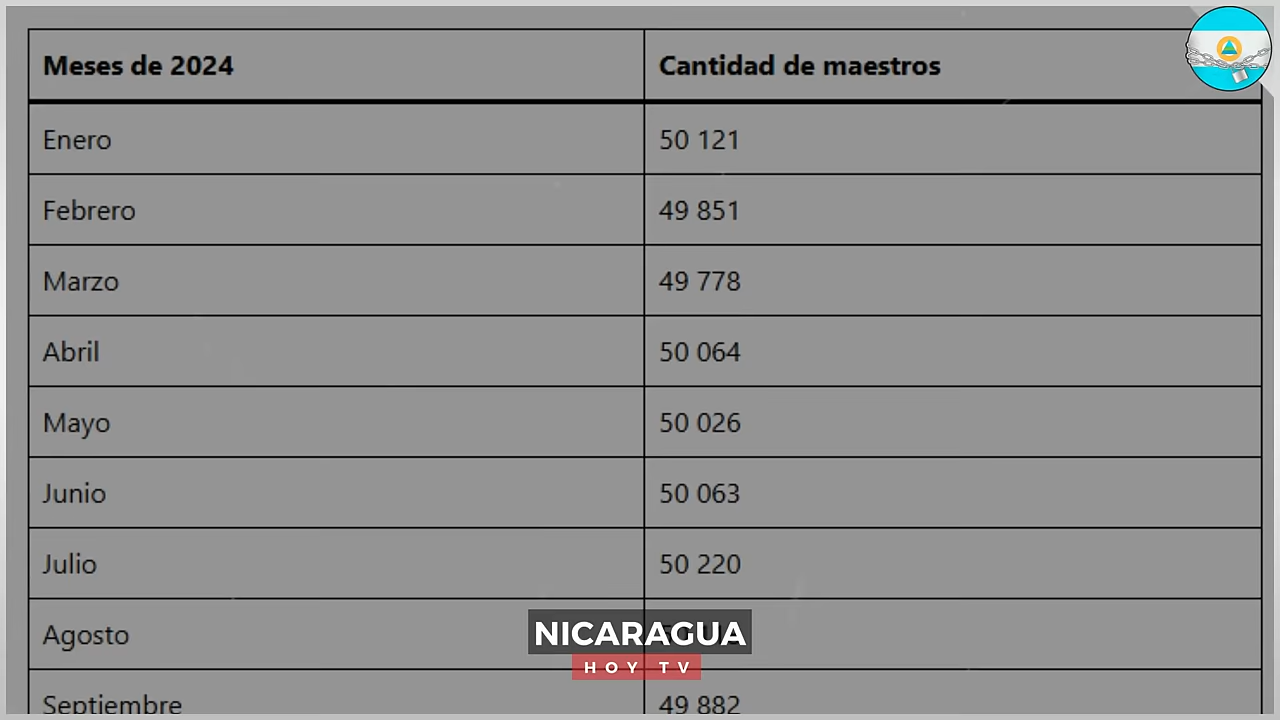 Meses de 2024 Cantidad de maestros
Enero 50 121
Febrero 49 851
Marzo 49 778
Abril 50 064
Mayo 50 026
Junio 50 063
Julio 50 220
Agosto
NICARAGUA
HOY TV
Septiembre 49 882